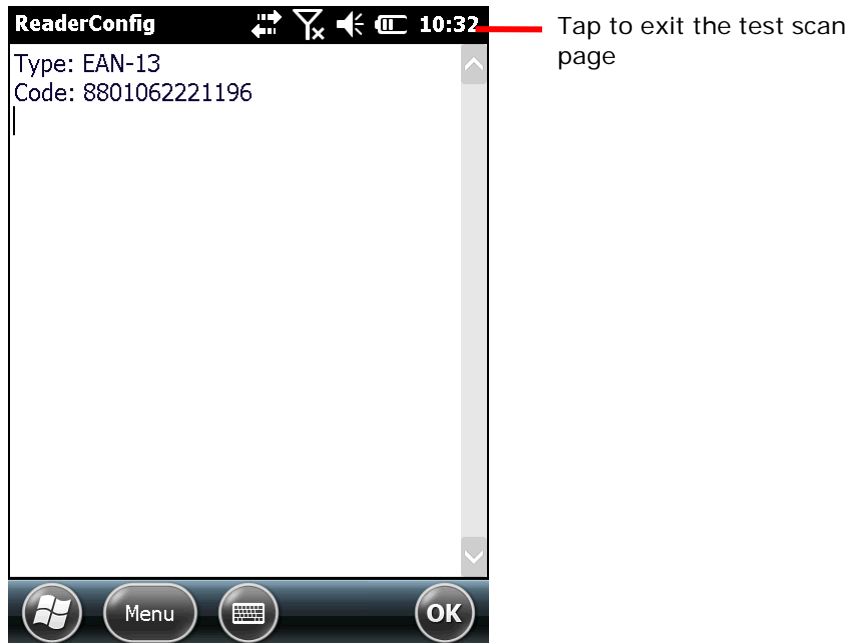 ReaderConfig 10:32
Tap to exit the test scan
page
Type: EAN-13
Code: 8801062221196
Menu OK